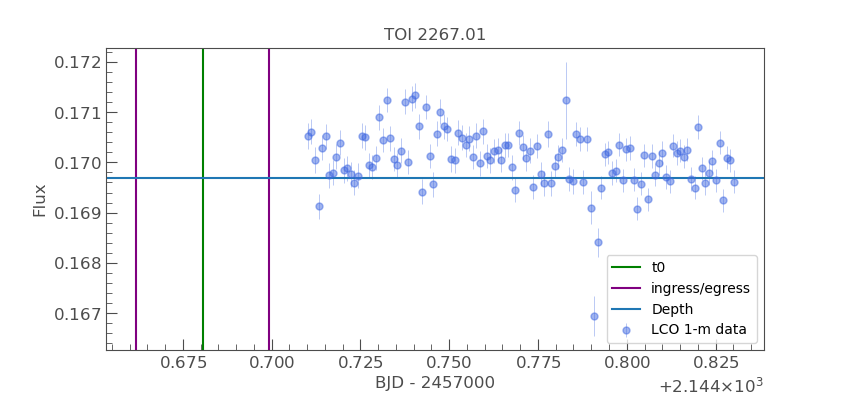 TOI 2267.01
0.172
0.171
0.170
0.169
0.168
0.167
Flux
t0
ingress/egress
Depth
LCO 1-m data
0.675 0.700 0.725 0.750 0.775 0.800 0.825
BJD - 2457000
+2.144×10³